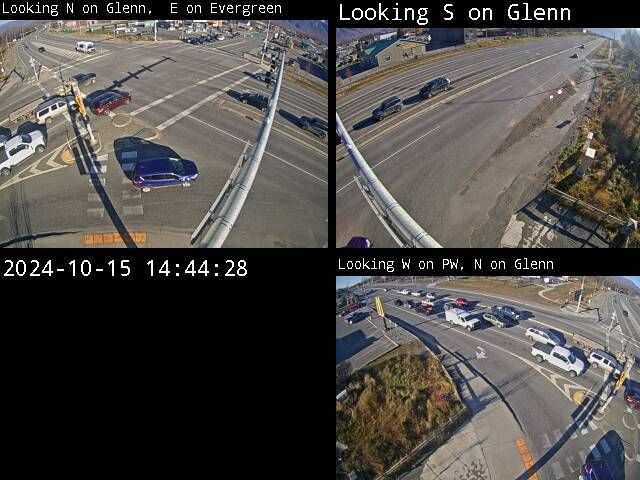 Looking N on Glenn, E on Evergreen
Looking S on Glenn
2024-10-15 14:44:28
Looking W on PW, N on Glenn